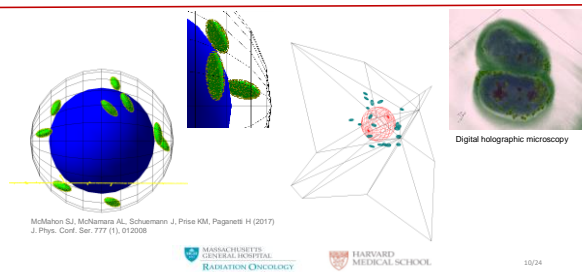 Digital holographic microscopy
McMahon SJ, McNamara AL, Schuemann J, Prise KM, Paganetti H (2017)
J. Phys. Conf. Ser. 777 (1), 012008
MASSACHUSETTS
GENERAL HOSPITAL
RADIATION ONCOLOGY
HARVARD
MEDICAL SCHOOL
10/24